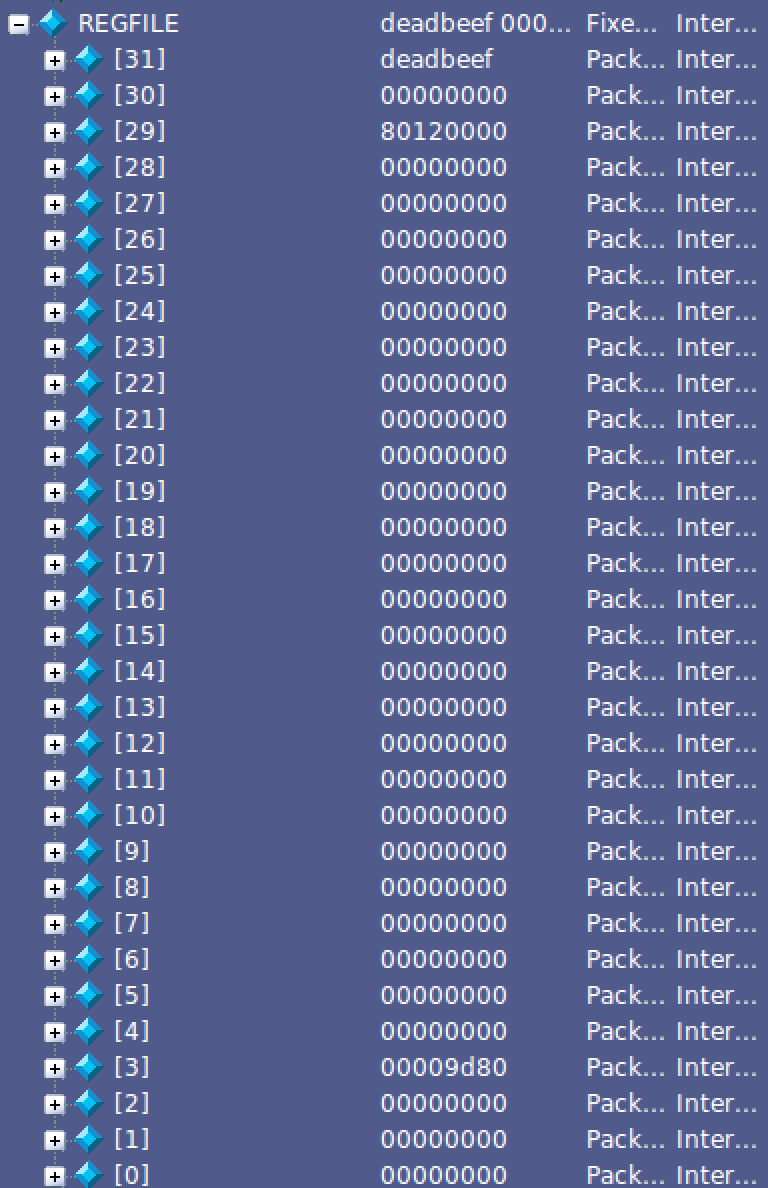 REGFILE deadbeef 000... Fixe... Inter...
[31] deadbeef Pack... Inter...
[30] 00000000 Pack... Inter...
[29] 80120000 Pack... Inter...
[28] 00000000 Pack... Inter...
[27] 00000000 Pack... Inter...
[26] 00000000 Pack... Inter...
[25] 00000000 Pack... Inter...
[24] 00000000 Pack... Inter...
[23] 00000000 Pack... Inter...
[22] 00000000 Pack... Inter...
[21] 00000000 Pack... Inter...
[20] 00000000 Pack... Inter...
[19] 00000000 Pack... Inter...
[18] 00000000 Pack... Inter...
[17] 00000000 Pack... Inter...
[16] 00000000 Pack... Inter...
[15] 00000000 Pack... Inter...
[14] 00000000 Pack... Inter...
[13] 00000000 Pack... Inter...
[12] 00000000 Pack... Inter...
[11] 00000000 Pack... Inter...
[10] 00000000 Pack... Inter...
[9] 00000000 Pack... Inter...
[8] 00000000 Pack... Inter...
[7] 00000000 Pack... Inter...
[6] 00000000 Pack... Inter...
[5] 00000000 Pack... Inter...
[4] 00000000 Pack... Inter...
[3] 00009d80 Pack... Inter...
[2] 00000000 Pack... Inter...
[1] 00000000 Pack... Inter...
[0] 00000000 Pack... Inter...